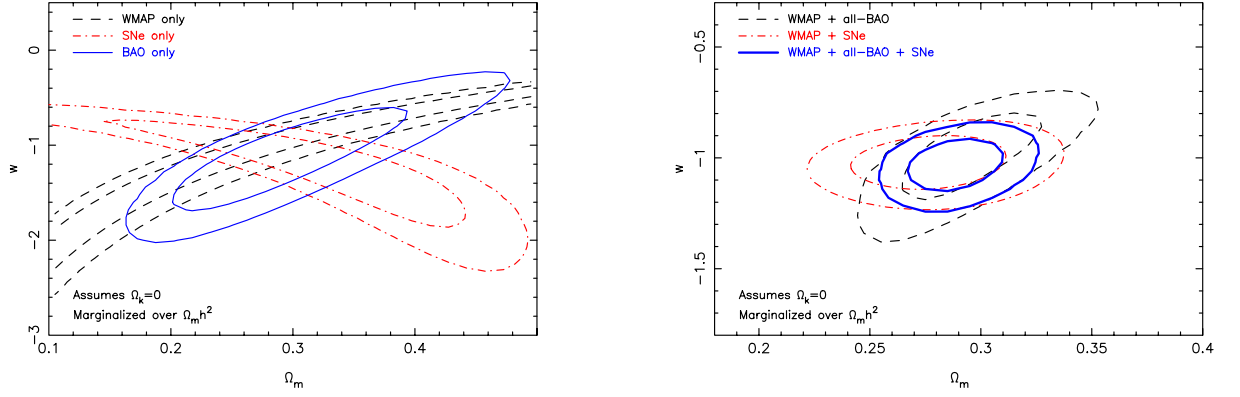 WMAP only
SNe only
BAO only
0
−1
−2
−3
w
Assumes Ωk=0
Marginalized over Ωmh²
0.1
0.2
0.3
0.4
Ωm
WMAP + all−BAO
WMAP + SNe
WMAP + all−BAO + SNe
−0.5
−1
−1.5
w
Assumes Ωk=0
Marginalized over Ωmh²
0.2
0.25
0.3
0.35
0.4
Ωm